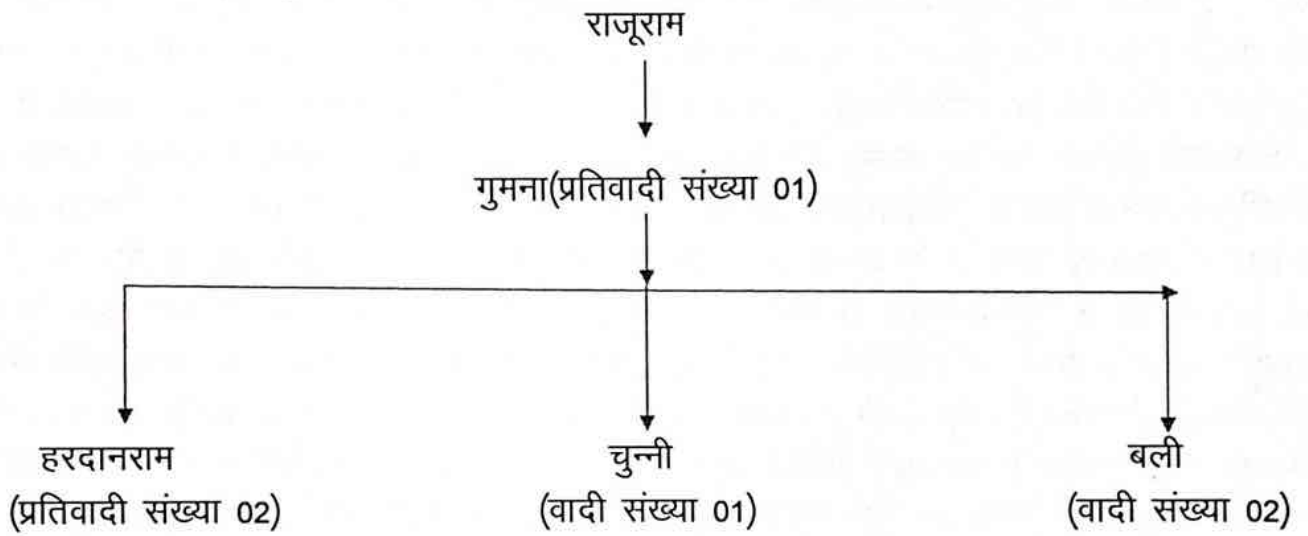 राजूराम
गुमना(प्रतिवादी संख्या 01)
हरदानराम चुन्नी बली
(प्रतिवादी संख्या 02) (वादी संख्या 01) (वादी संख्या 02)